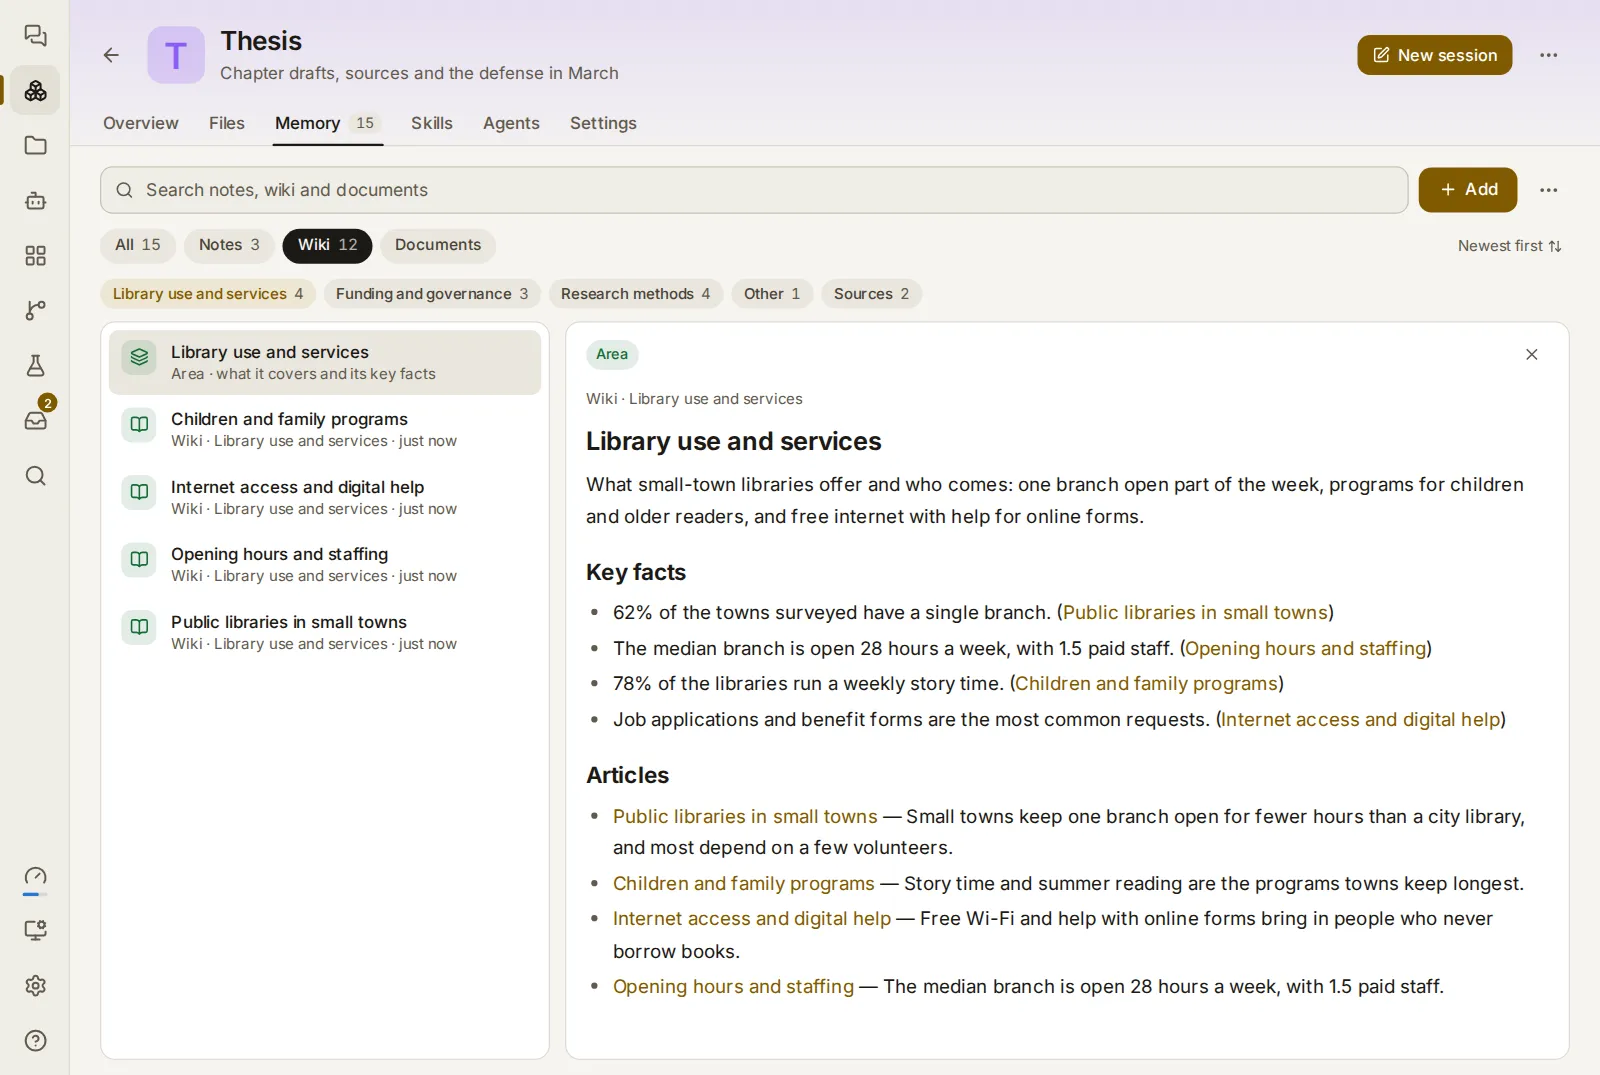 T
Thesis
Chapter drafts, sources and the defense in March
New session
Overview Files Memory 15 Skills Agents Settings
Search notes, wiki and documents
Add
All 15 Notes 3 Wiki 12 Documents
Newest first
Library use and services 4 Funding and governance 3 Research methods 4 Other 1 Sources 2
2
Library use and services
Area · what it covers and its key facts
Children and family programs
Wiki · Library use and services · just now
Internet access and digital help
Wiki · Library use and services · just now
Opening hours and staffing
Wiki · Library use and services · just now
Public libraries in small towns
Wiki · Library use and services · just now
Area
Wiki · Library use and services
Library use and services
What small-town libraries offer and who comes: one branch open part of the week, programs for children
and older readers, and free internet with help for online forms.
Key facts
• 62% of the towns surveyed have a single branch. (Public libraries in small towns)
• The median branch is open 28 hours a week, with 1.5 paid staff. (Opening hours and staffing)
• 78% of the libraries run a weekly story time. (Children and family programs)
• Job applications and benefit forms are the most common requests. (Internet access and digital help)
Articles
• Public libraries in small towns — Small towns keep one branch open for fewer hours than a city library,
and most depend on a few volunteers.
• Children and family programs — Story time and summer reading are the programs towns keep longest.
• Internet access and digital help — Free Wi-Fi and help with online forms bring in people who never
borrow books.
• Opening hours and staffing — The median branch is open 28 hours a week, with 1.5 paid staff.